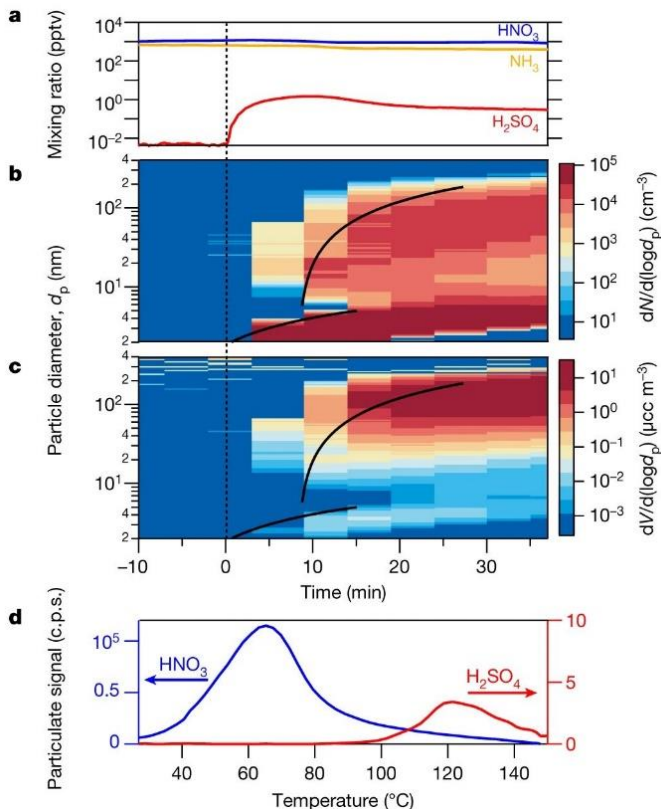 a
Mixing ratio (pptv)
10⁴
10²
10⁰
10⁻²
HNO₃
NH₃
H₂SO₄
b
Particle diameter, dₚ (nm)
4
2
10²
4
2
10¹
4
2
10⁵
10⁴
10³
10²
10¹
dN/d(logdₚ) (cm⁻³)
c
4
2
10²
4
2
10¹
4
2
10¹
10⁰
10⁻¹
10⁻²
10⁻³
dV/d(logdₚ) (μcc m⁻³)
−10 0 10 20 30
Time (min)
d
Particulate signal (c.p.s.)
10⁵
0.5
0
HNO₃
H₂SO₄
10
5
0
40 60 80 100 120 140
Temperature (°C)